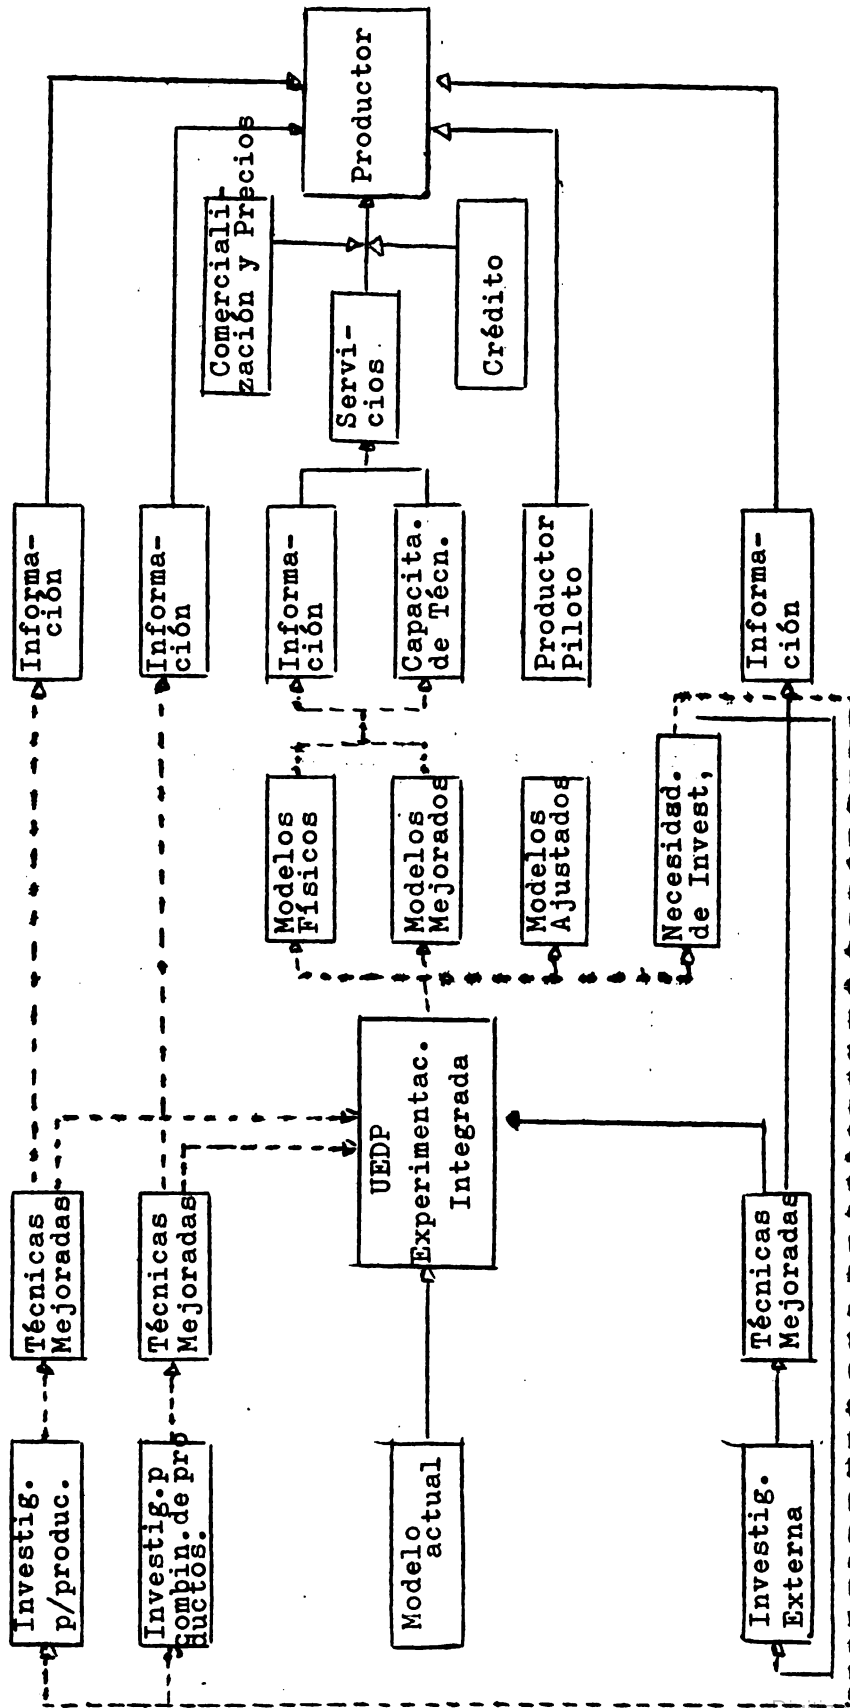 Investig.
p/produc.
Técnicas
Mejoradas
Informa-
ción
Investig.p
Combin.de pro
ductos.
Técnicas
Mejoradas
Informa-
ción
Comerciali-
zación y Precios
Modelos
Físicos
Informa-
ción
Productor
Servi-
cios
Modelo
actual
UEDP
Experimentac.
Integrada
Modelos
Mejorados
Capacita.
de Técn.
Crédito
Modelos
Ajustados
Productor
Piloto
Necesidad.
de Invest,
Investig.
Externa
Técnicas
Mejoradas
Informa-
ción